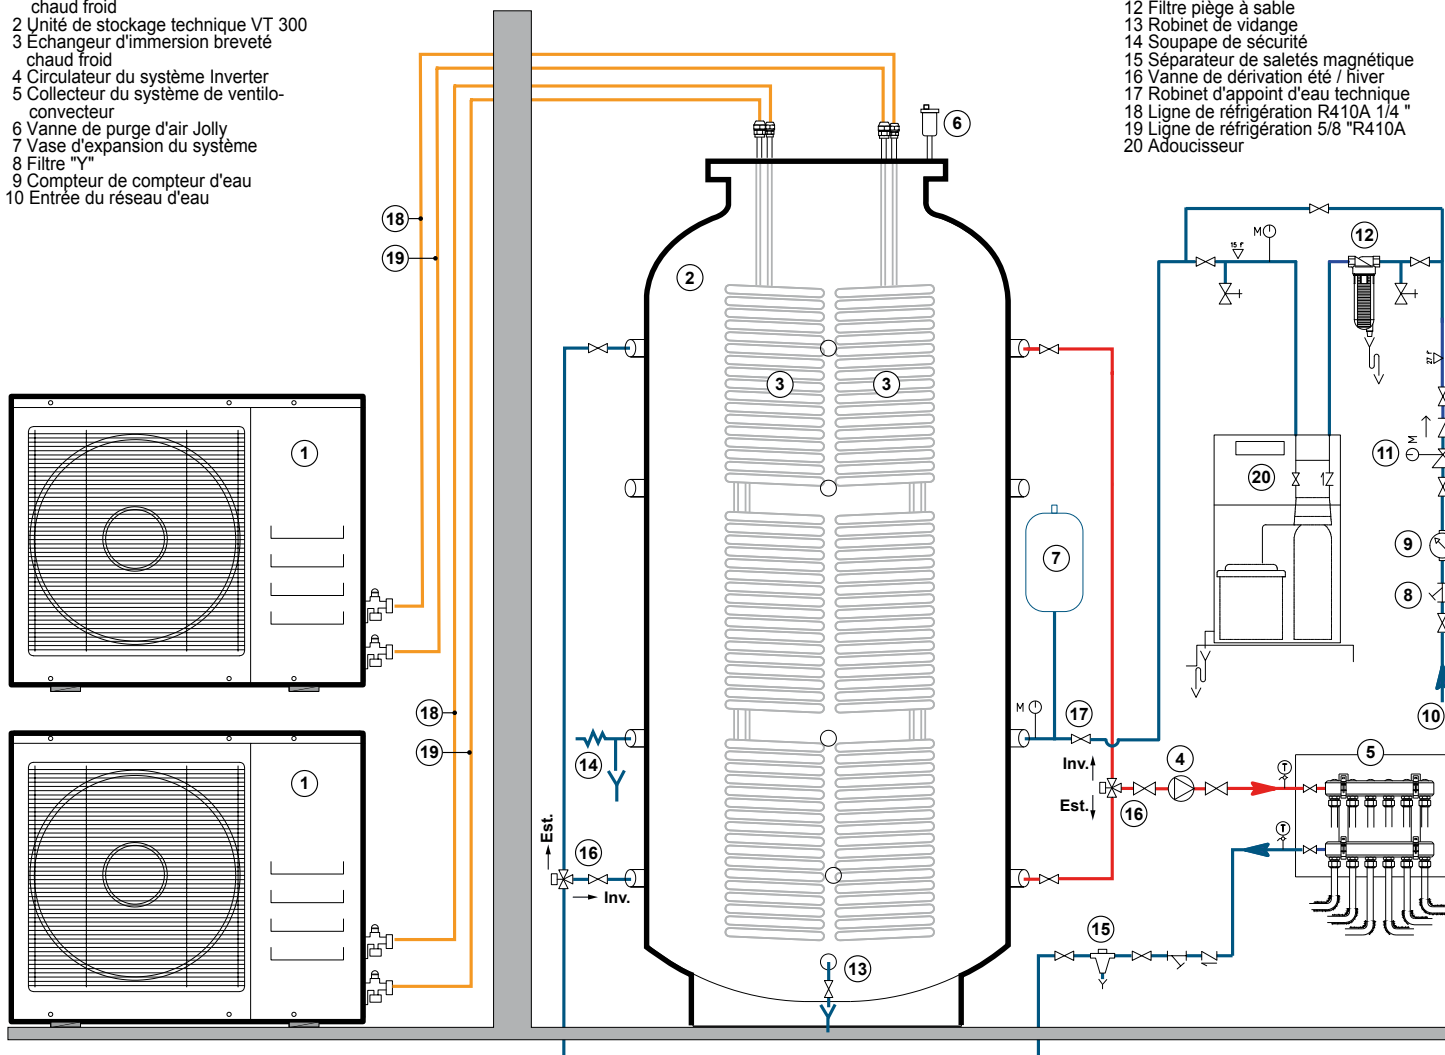 chaud froid
2 Unité de stockage technique VT 300
3 Échangeur d'immersion breveté
chaud froid
4 Circulateur du système Inverter
5 Collecteur du système de ventilo-
convecteur
6 Vanne de purge d'air Jolly
7 Vase d'expansion du système
8 Filtre "Y"
9 Compteur de compteur d'eau
10 Entrée du réseau d'eau
12 Filtre piège à sable
13 Robinet de vidange
14 Soupape de sécurité
15 Séparateur de saletés magnétique
16 Vanne de dérivation été / hiver
17 Robinet d'appoint d'eau technique
18 Ligne de réfrigération R410A 1/4 "
19 Ligne de réfrigération 5/8 "R410A
20 Adoucisseur
6
18
19
2
3
3
M
15 F
12
27 F
1
20
M
11
9
8
10
7
M
17
18
19
1
14
Inv.
Est.
16
4
T
5
T
Est.
16
Inv.
15
13